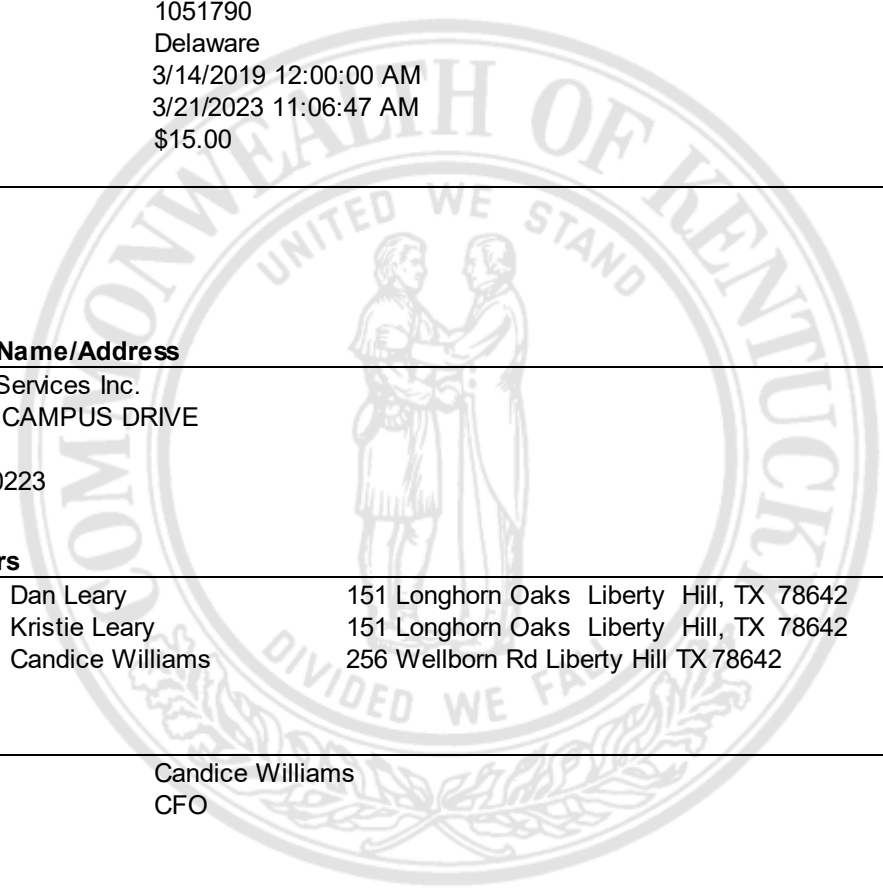 1051790
Delaware
3/14/2019 12:00:00 AM
3/21/2023 11:06:47 AM
$15.00
COMMONWEALTH OF KENTUCKY
UNITED WE STAND
Name/Address
Services Inc.
CAMPUS DRIVE
0223
rs
Dan Leary 151 Longhorn Oaks Liberty Hill, TX 78642
Kristie Leary 151 Longhorn Oaks Liberty Hill, TX 78642
Candice Williams 256 Wellborn Rd Liberty Hill TX 78642
DIVIDED WE FALL
Candice Williams
CFO